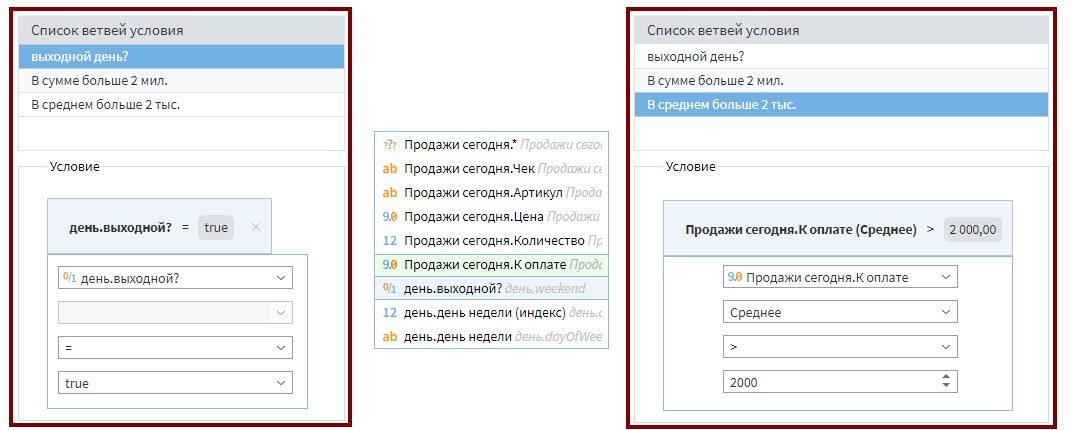 Список ветвей условия
выходной день?
В сумме больше 2 мил.
В среднем больше 2 тыс.
Условие
день.выходной? = true ×
0/1 день.выходной?
=
true
??? Продажи сегодня.* Продажи сего
ab Продажи сегодня.Чек Продажи се
ab Продажи сегодня.Артикул Прода
9.0 Продажи сегодня.Цена Продажи
12 Продажи сегодня.Количество Пр
9.0 Продажи сегодня.К оплате Прода
0/1 день.выходной? день.weekend
12 день.день недели (индекс) день.d
ab день.день недели день.dayOfWee
Список ветвей условия
выходной день?
В сумме больше 2 мил.
В среднем больше 2 тыс.
Условие
Продажи сегодня.К оплате (Среднее) > 2 000,00
9.0 Продажи сегодня.К оплате
Среднее
>
2000